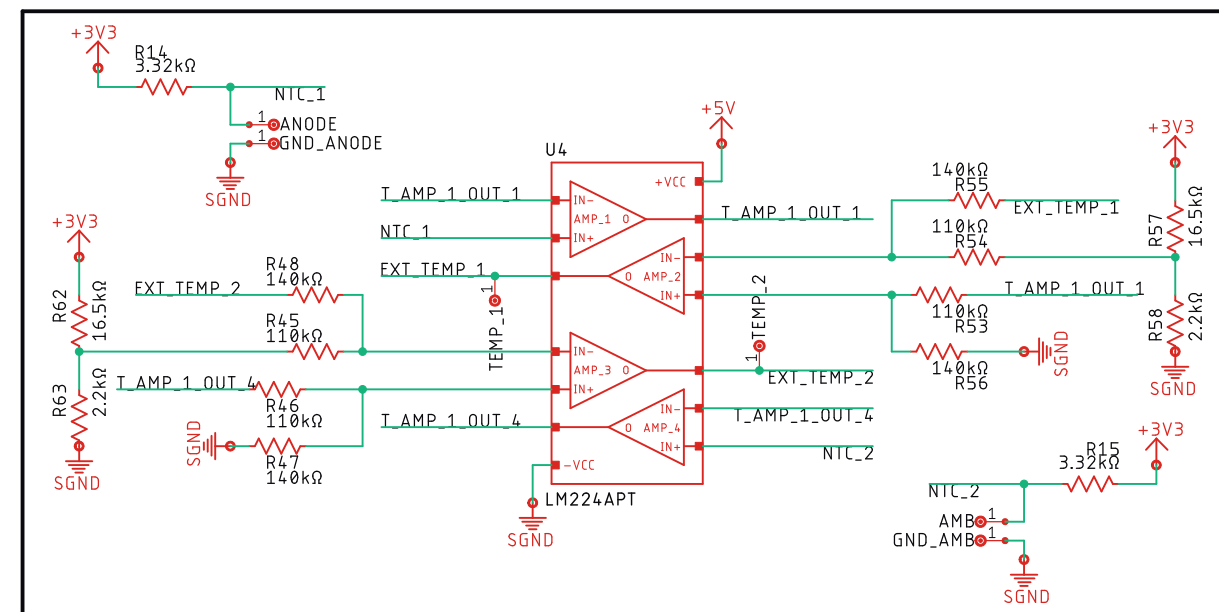 +3V3
R14
3.32kΩ
NTC_1
1 ANODE
1 GND_ANODE
SGND
+3V3
R62
16.5kΩ
R63
2.2kΩ
SGND
EXT_TEMP_2
R48
140kΩ
R45
110kΩ
T_AMP_1_OUT_4
R46
110kΩ
SGND
R47
140kΩ
U4
+5V
+VCC
T_AMP_1_OUT_1
IN-
AMP_1 O
IN+
NTC_1
T_AMP_1_OUT_1
EXT_TEMP_1
1
TEMP_1
IN-
O AMP_2
IN+
IN-
AMP_3 O
IN+
1
TEMP_2
EXT_TEMP_2
T_AMP_1_OUT_4
IN-
O AMP_4
IN+
T_AMP_1_OUT_4
NTC_2
-VCC
LM224APT
SGND
+3V3
140kΩ
R55
EXT_TEMP_1
110kΩ
R54
R57
16.5kΩ
T_AMP_1_OUT_1
110kΩ
R53
R58
2.2kΩ
140kΩ
R56
SGND
SGND
+3V3
R15
3.32kΩ
NTC_2
AMB 1
GND_AMB 1
SGND